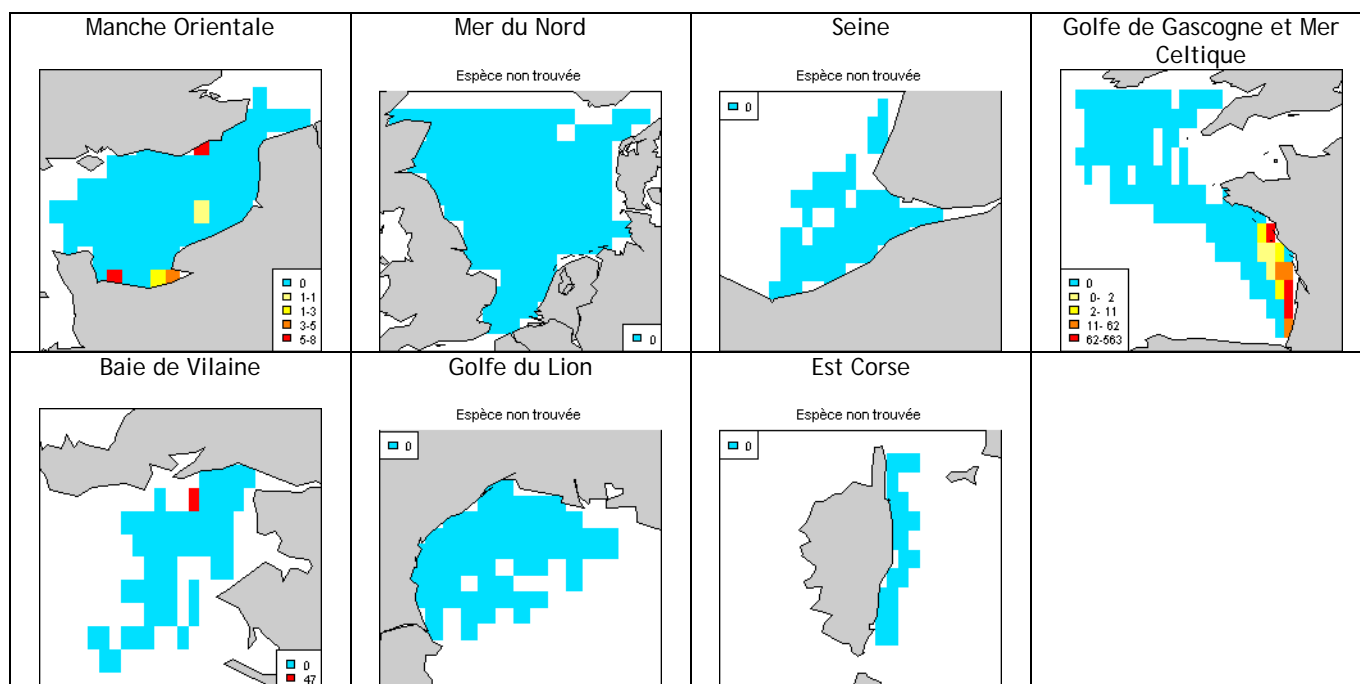 Manche Orientale
0
1-1
1-3
3-5
5-8
Mer du Nord
Espèce non trouvée
0
Seine
Espèce non trouvée
0
Golfe de Gascogne et Mer
Celtique
0
0- 2
2- 11
11- 62
62-563
Baie de Vilaine
0
47
Golfe du Lion
Espèce non trouvée
0
Est Corse
Espèce non trouvée
0